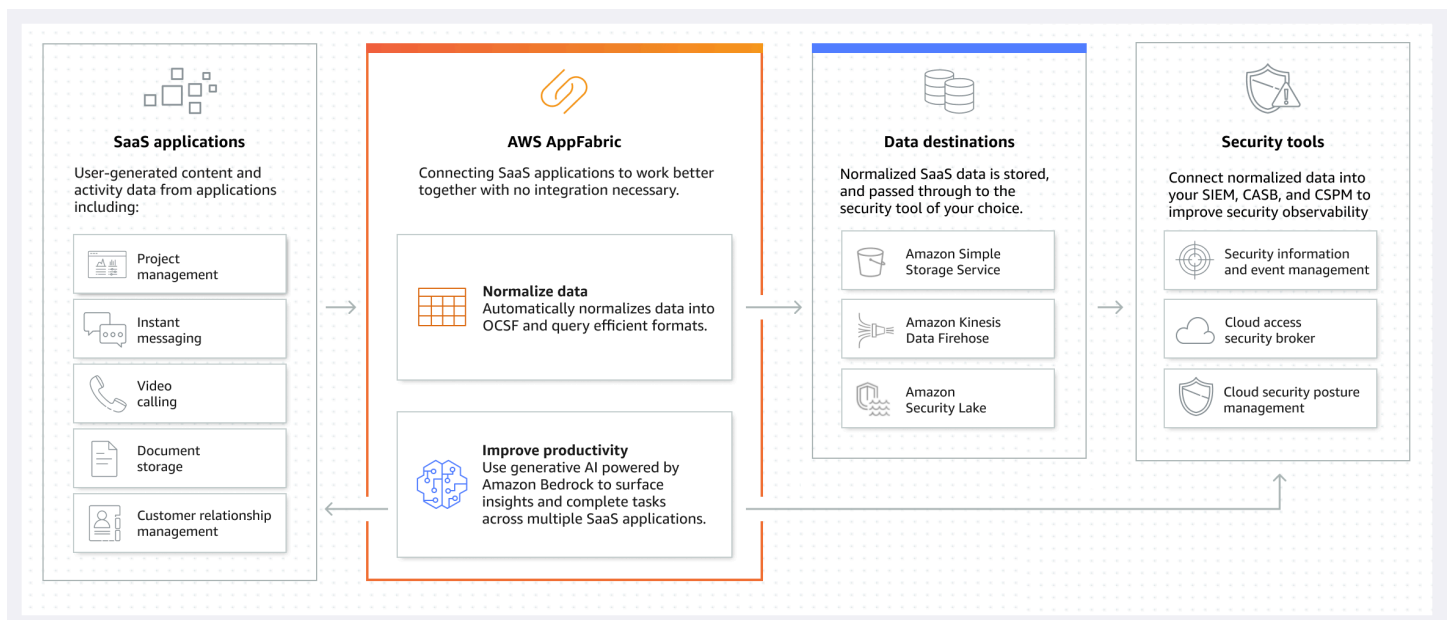 SaaS applications
User-generated content and
activity data from applications
including:
Project
management
Instant
messaging
Video
calling
Document
storage
Customer relationship
management
AWS AppFabric
Connecting SaaS applications to work better
together with no integration necessary.
Normalize data
Automatically normalizes data into
OCSF and query efficient formats.
Improve productivity
Use generative AI powered by
Amazon Bedrock to surface
insights and complete tasks
across multiple SaaS applications.
Data destinations
Normalized SaaS data is stored,
and passed through to the
security tool of your choice.
Amazon Simple
Storage Service
Amazon Kinesis
Data Firehose
Amazon
Security Lake
Security tools
Connect normalized data into
your SIEM, CASB, and CSPM to
improve security observability
Security information
and event management
Cloud access
security broker
Cloud security posture
management